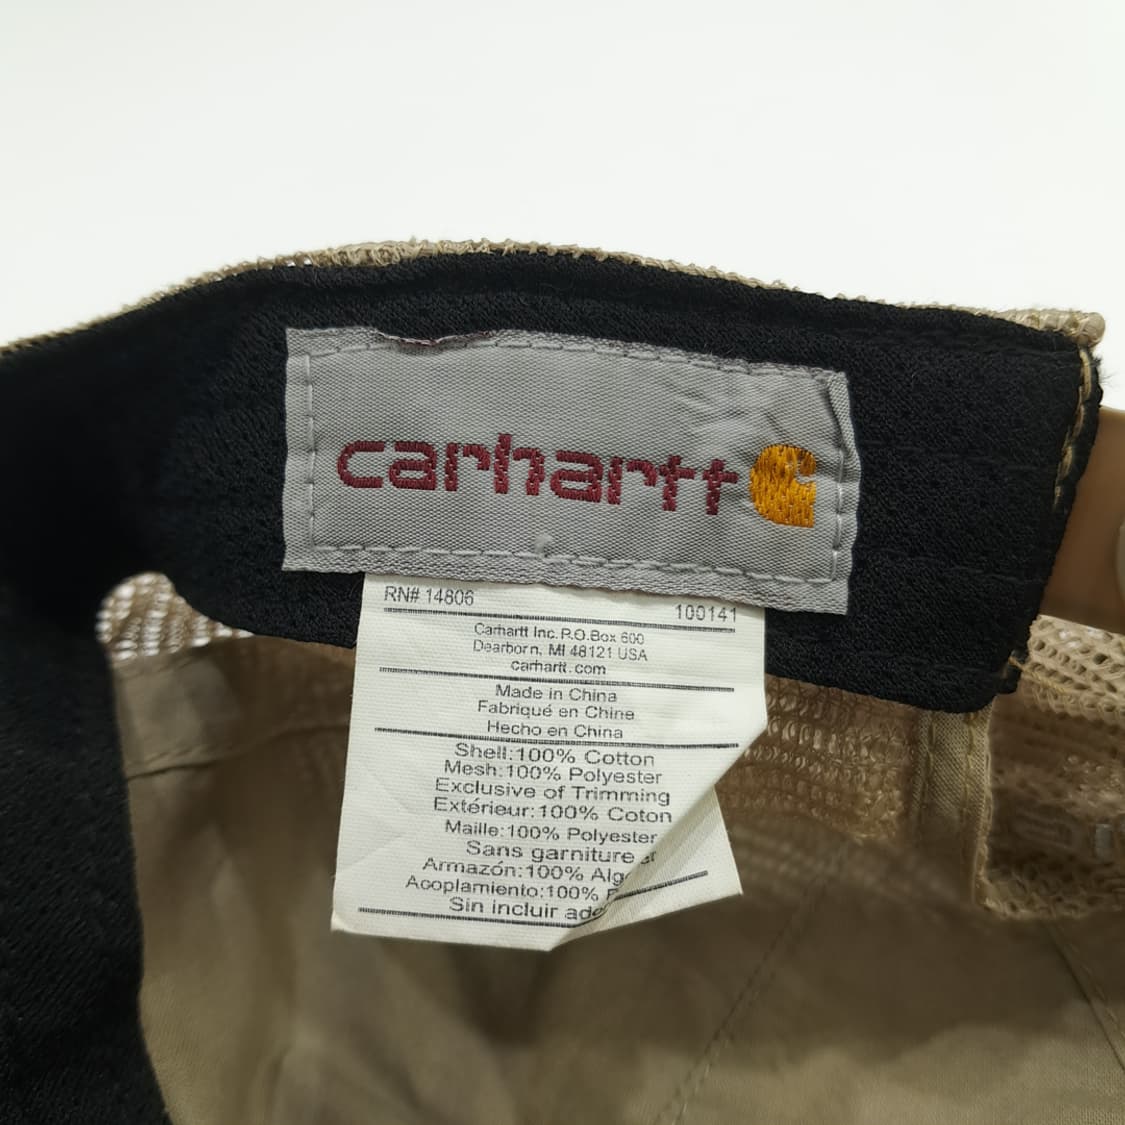 carhartt
RN# 14806
100141
Carhartt Inc. P.O.Box 600
Dearborn, MI 48121 USA
carhartt.com
Made in China
Fabriqué en Chine
Hecho en China
Shell:100% Cotton
Mesh:100% Polyester
Exclusive of Trimming
Extérieur:100% Coton
Maille:100% Polyester
Sans garniture
Armazón:100%
Acoplamiento:100%
Sin incluir